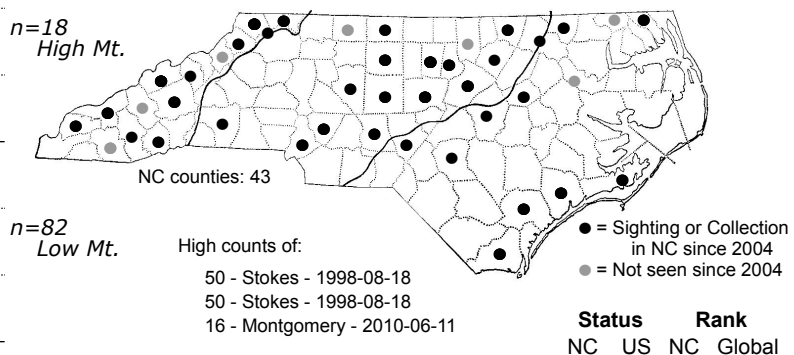 n=18
High Mt.
NC counties: 43
n=82
Low Mt.
High counts of:
50 - Stokes - 1998-08-18
50 - Stokes - 1998-08-18
16 - Montgomery - 2010-06-11
= Sighting or Collection
in NC since 2004
= Not seen since 2004
Status Rank
NC US NC Global